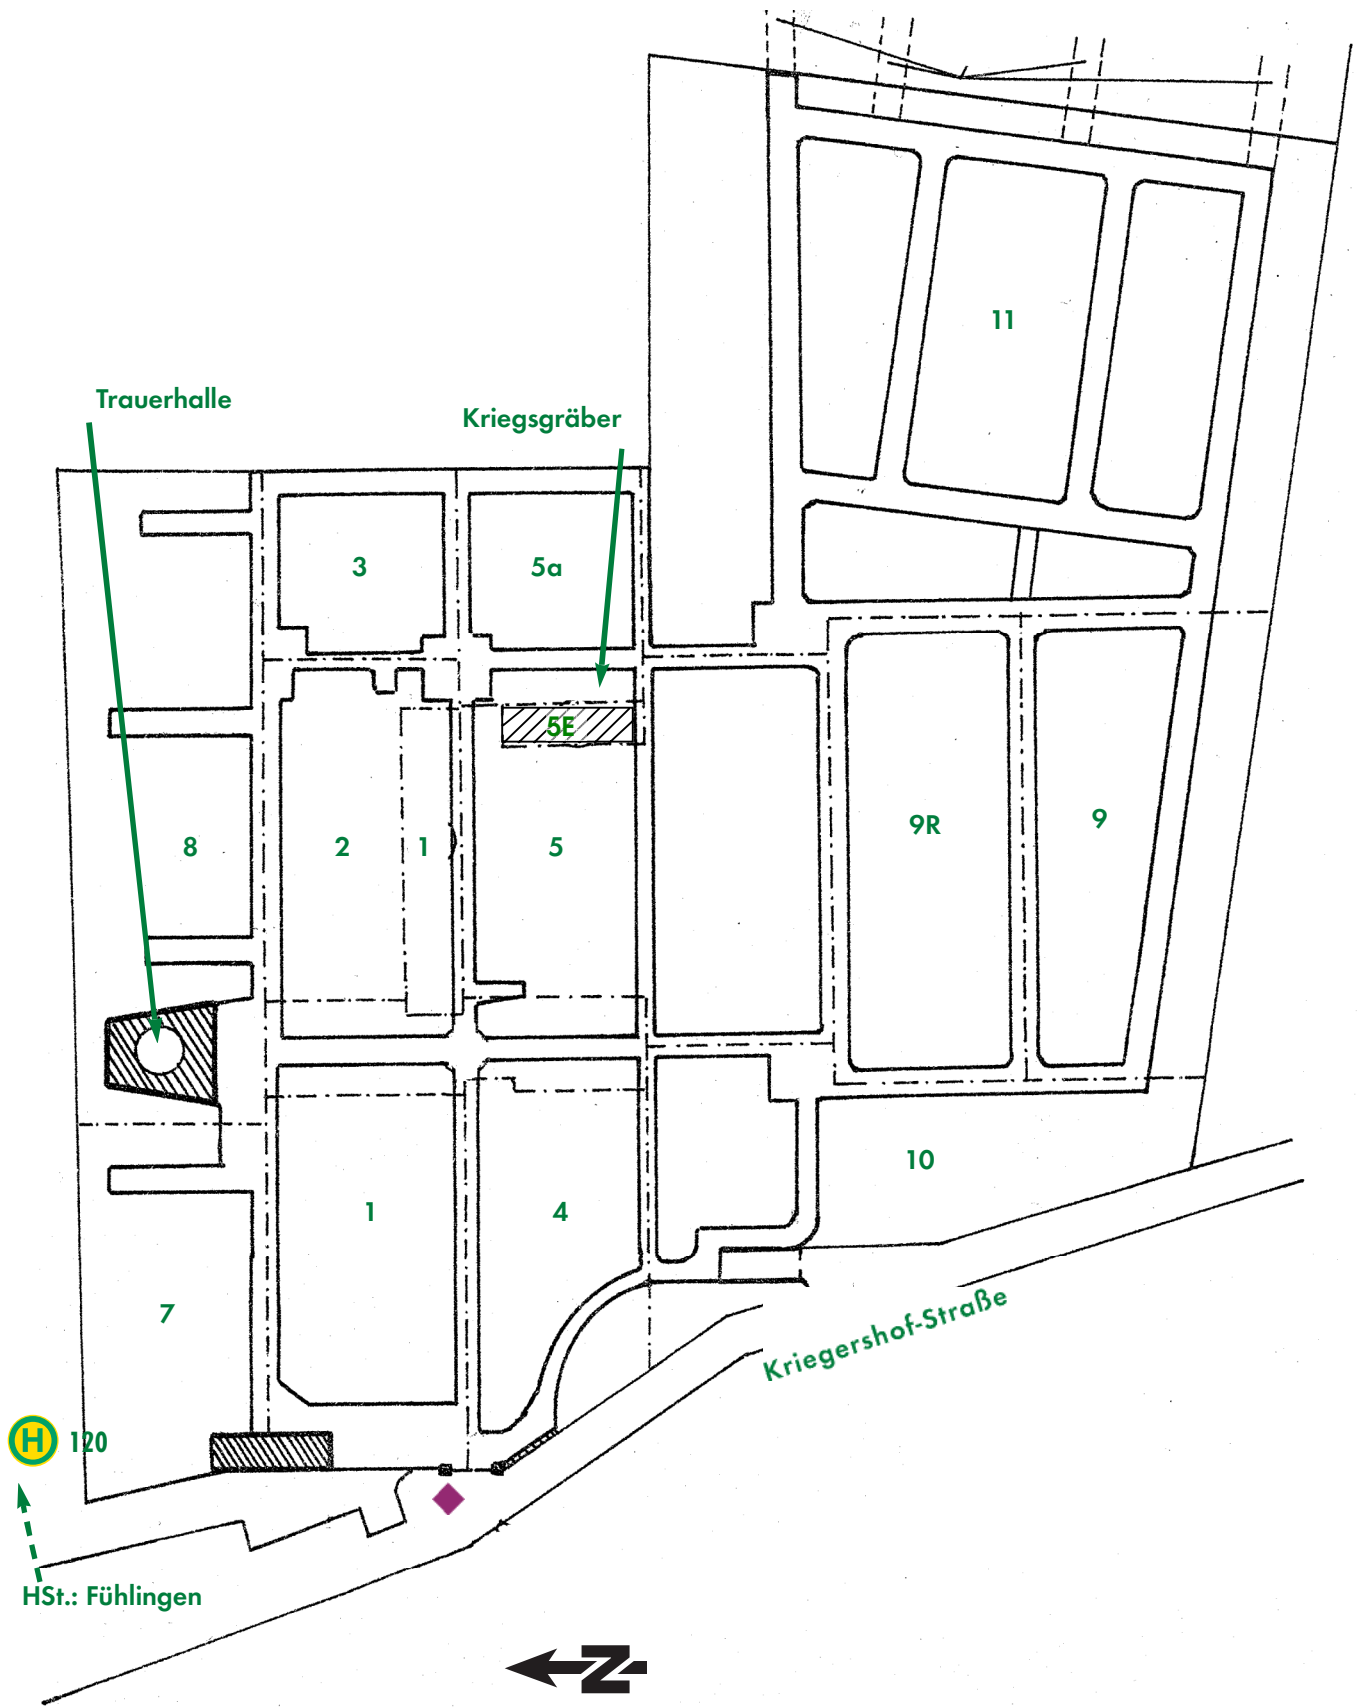 11
Trauerhalle
Kriegsgräber
3
5a
5E
8
2
1
5
9R
9
10
1
4
7
Kriegershof-Straße
H 120
HSt.: Fühlingen
N